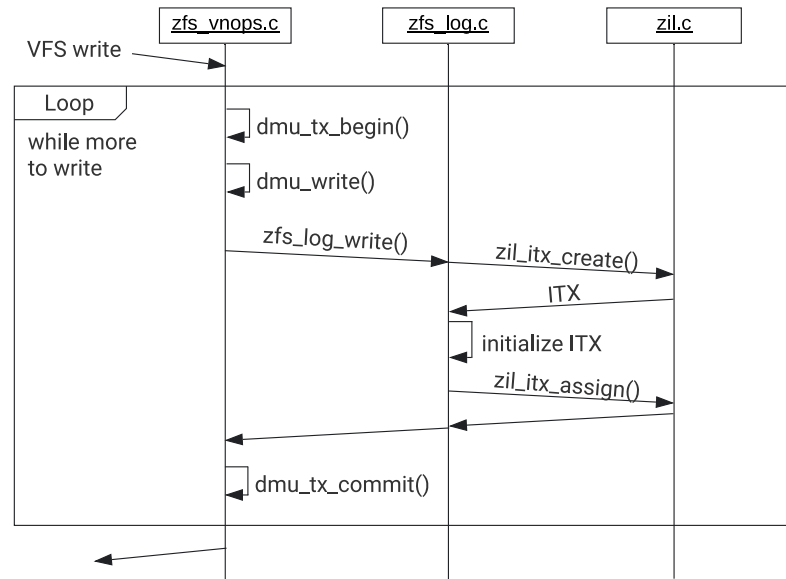 zfs_vnops.c
zfs_log.c
zil.c
VFS write
Loop
while more
to write
dmu_tx_begin()
dmu_write()
zfs_log_write()
zil_itx_create()
ITX
initialize ITX
zil_itx_assign()
dmu_tx_commit()